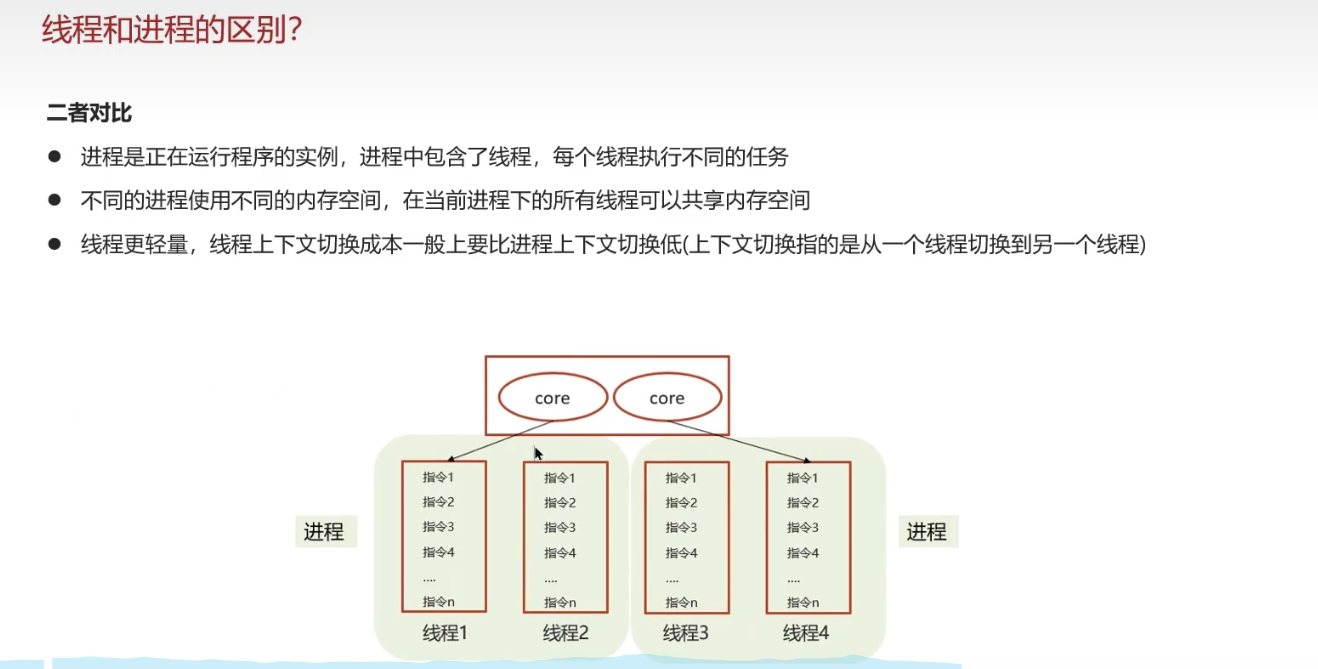 线程和进程的区别？
二者对比
● 进程是正在运行程序的实例，进程中包含了线程，每个线程执行不同的任务
● 不同的进程使用不同的内存空间，在当前进程下的所有线程可以共享内存空间
● 线程更轻量，线程上下文切换成本一般上要比进程上下文切换低(上下文切换指的是从一个线程切换到另一个线程)
core core
指令1 指令1 指令1 指令1
指令2 指令2 指令2 指令2
进程 指令3 指令3 指令3 指令3 进程
指令4 指令4 指令4 指令4
.... .... .... ....
指令n 指令n 指令n 指令n
线程1 线程2 线程3 线程4